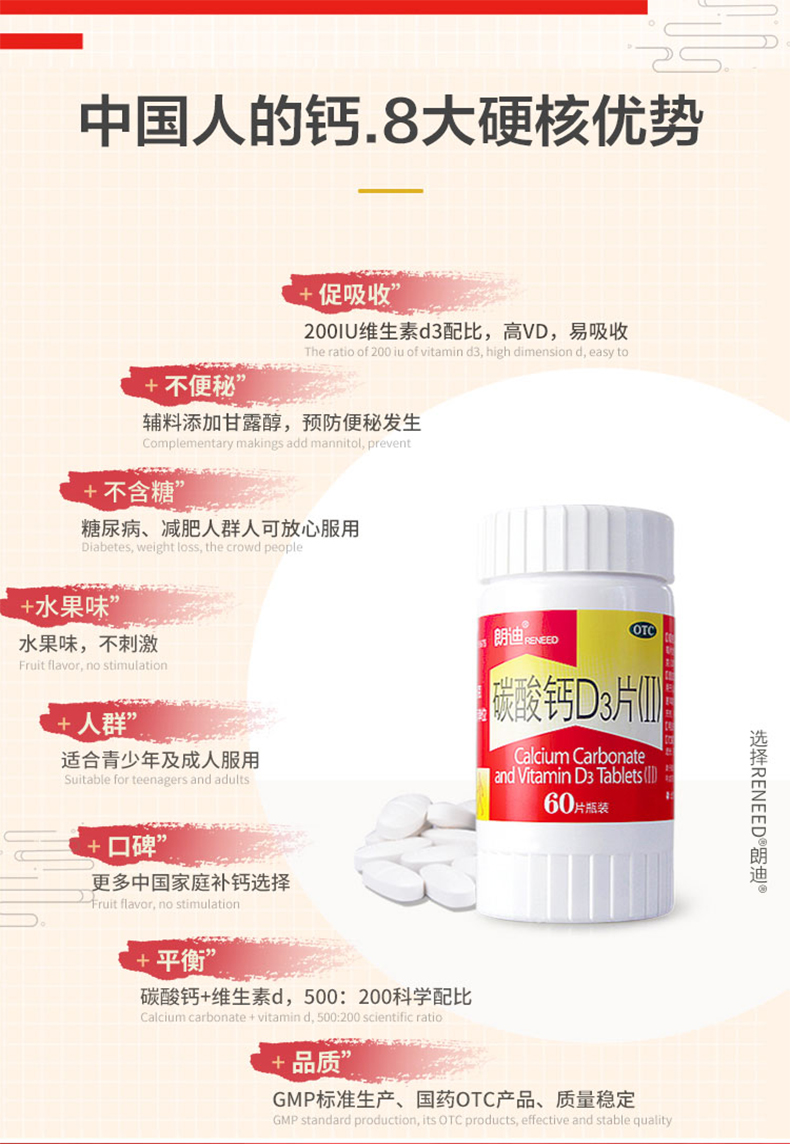 中国人的钙.8大硬核优势
+ 促吸收”
200IU维生素d3配比，高VD，易吸收
The ratio of 200 iu of vitamin d3, high dimension d, easy to
+ 不便秘”
辅料添加甘露醇，预防便秘发生
Complementary makings add mannitol, prevent
+ 不含糖”
糖尿病、减肥人群人可放心服用
Diabetes, weight loss, the crowd people
+水果味”
水果味，不刺激
Fruit flavor, no stimulation
+ 人群”
适合青少年及成人服用
Suitable for teenagers and adults
+ 口碑”
更多中国家庭补钙选择
Fruit flavor, no stimulation
+ 平衡”
碳酸钙+维生素d，500：200科学配比
Calcium carbonate + vitamin d, 500:200 scientific ratio
+ 品质”
GMP标准生产、国药OTC产品、质量稳定
GMP standard production, its OTC products, effective and stable quality
朗迪® RENEED
OTC
碳酸钙D3片(II)
Calcium Carbonate
and Vitamin D3 Tablets (II)
60片瓶装
选择RENEED®朗迪®